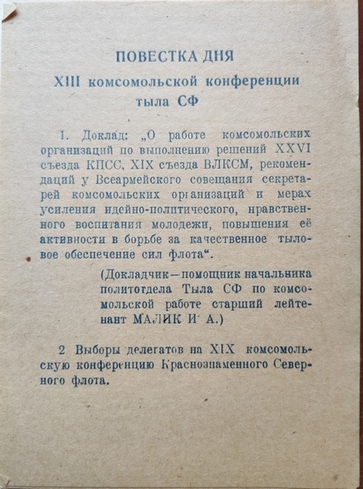 ПОВЕСТКА ДНЯ
XIII комсомольской конференции
тыла СФ
1. Доклад: „О работе комсомольских
организаций по выполнению решений XXVI
съезда КПСС, XIX съезда ВЛКСМ, рекомен-
даций V Всеармейского совещания секрета-
рей комсомольских организаций и мерах
усиления идейно-политического, нравствен-
ного воспитания молодежи, повышения её
активности в борьбе за качественное тыло-
вое обеспечение сил флота“.
(Докладчик—помощник начальника
политотдела Тыла СФ по ком-
сомольской работе старший лейте-
нант МАЛИК И А.)
2 Выборы делегатов на XIX комсомоль-
скую конференцию Краснознаменного Север-
ного флота.